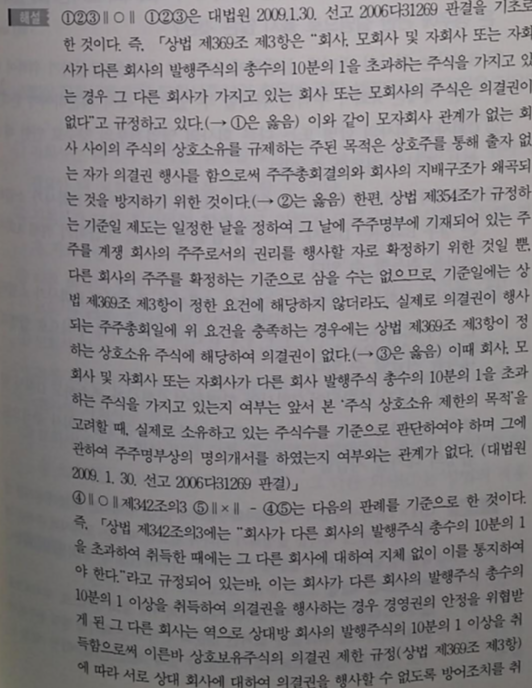 해설 ①②③∥○∥ ①②③은 대법원 2009.1.30. 선고 2006다31269 판결을 기초로
한 것이다. 즉, 「상법 제369조 제3항은 “회사, 모회사 및 자회사 또는 자회
사가 다른 회사의 발행주식의 총수의 10분의 1을 초과하는 주식을 가지고 있
는 경우 그 다른 회사가 가지고 있는 회사 또는 모회사의 주식은 의결권이
없다”고 규정하고 있다.(→ ①은 옳음) 이와 같이 모자회사 관계가 없는 회
사 사이의 주식의 상호소유를 규제하는 주된 목적은 상호주를 통해 출자 없
는 자가 의결권 행사를 함으로써 주주총회결의와 회사의 지배구조가 왜곡되
는 것을 방지하기 위한 것이다.(→ ②는 옳음) 한편, 상법 제354조가 규정하
는 기준일 제도는 일정한 날을 정하여 그 날에 주주명부에 기재되어 있는 주
주를 계쟁 회사의 주주로서의 권리를 행사할 자로 확정하기 위한 것일 뿐,
다른 회사의 주주를 확정하는 기준으로 삼을 수는 없으므로, 기준일에는 상
법 제369조 제3항이 정한 요건에 해당하지 않더라도, 실제로 의결권이 행사
되는 주주총회일에 위 요건을 충족하는 경우에는 상법 제369조 제3항이 정
하는 상호소유 주식에 해당하여 의결권이 없다.(→ ③은 옳음) 이때 회사, 모
회사 및 자회사 또는 자회사가 다른 회사 발행주식 총수의 10분의 1을 초과
하는 주식을 가지고 있는지 여부는 앞서 본 ‘주식 상호소유 제한의 목적’을
고려할 때, 실제로 소유하고 있는 주식수를 기준으로 판단하여야 하며 그에
관하여 주주명부상의 명의개서를 하였는지 여부와는 관계가 없다. (대법원
2009. 1. 30. 선고 2006다31269 판결)」
④∥○∥제342조의3 ⑤∥×∥ - ④⑤는 다음의 판례를 기준으로 한 것이다.
즉, 「상법 제342조의3에는 “회사가 다른 회사의 발행주식 총수의 10분의 1
을 초과하여 취득한 때에는 그 다른 회사에 대하여 지체 없이 이를 통지하여
야 한다.”라고 규정되어 있는바, 이는 회사가 다른 회사의 발행주식 총수의
10분의 1 이상을 취득하여 의결권을 행사하는 경우 경영권의 안정을 위협받
게 된 그 다른 회사는 역으로 상대방 회사의 발행주식의 10분의 1 이상을 취
득함으로써 이른바 상호보유주식의 의결권 제한 규정(상법 제369조 제3항)
에 따라 서로 상대 회사에 대하여 의결권을 행사할 수 없도록 방어조치를 취